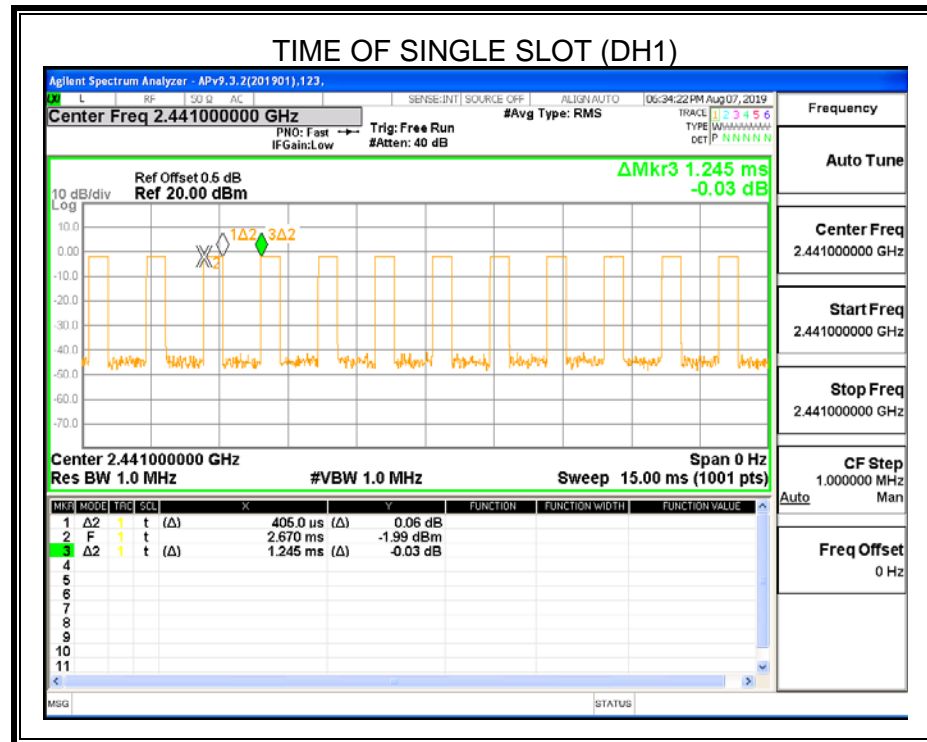 TIME OF SINGLE SLOT (DH1)
Agilent Spectrum Analyzer - APv9.3.2(201901),123,
L RF 50 Ω AC SENSE:INT SOURCE OFF ALIGN AUTO 06:34:22 PM Aug 07, 2019
Center Freq 2.441000000 GHz
PNO: Fast
IFGain:Low
Trig: Free Run
#Atten: 40 dB
#Avg Type: RMS
TRACE 1 2 3 4 5 6
TYPE WWWWWW
DET P N N N N N
Frequency
ΔMkr3 1.245 ms
-0.03 dB
Ref Offset 0.5 dB
10 dB/div Ref 20.00 dBm
Log
10.0
0.00
-10.0
-20.0
-30.0
-40.0
-50.0
-60.0
-70.0
1Δ2 3Δ2
2
Center 2.441000000 GHz Span 0 Hz
Res BW 1.0 MHz #VBW 1.0 MHz Sweep 15.00 ms (1001 pts)
MKR MODE TRC SCL X Y FUNCTION FUNCTION WIDTH FUNCTION VALUE
1 Δ2 1 t (Δ) 405.0 µs (Δ) 0.06 dB
2 F 1 t 2.670 ms -1.99 dBm
3 Δ2 1 t (Δ) 1.245 ms (Δ) -0.03 dB
4
5
6
7
8
9
10
11
MSG STATUS
Auto Tune
Center Freq
2.441000000 GHz
Start Freq
2.441000000 GHz
Stop Freq
2.441000000 GHz
CF Step
1.000000 MHz
Auto Man
Freq Offset
0 Hz